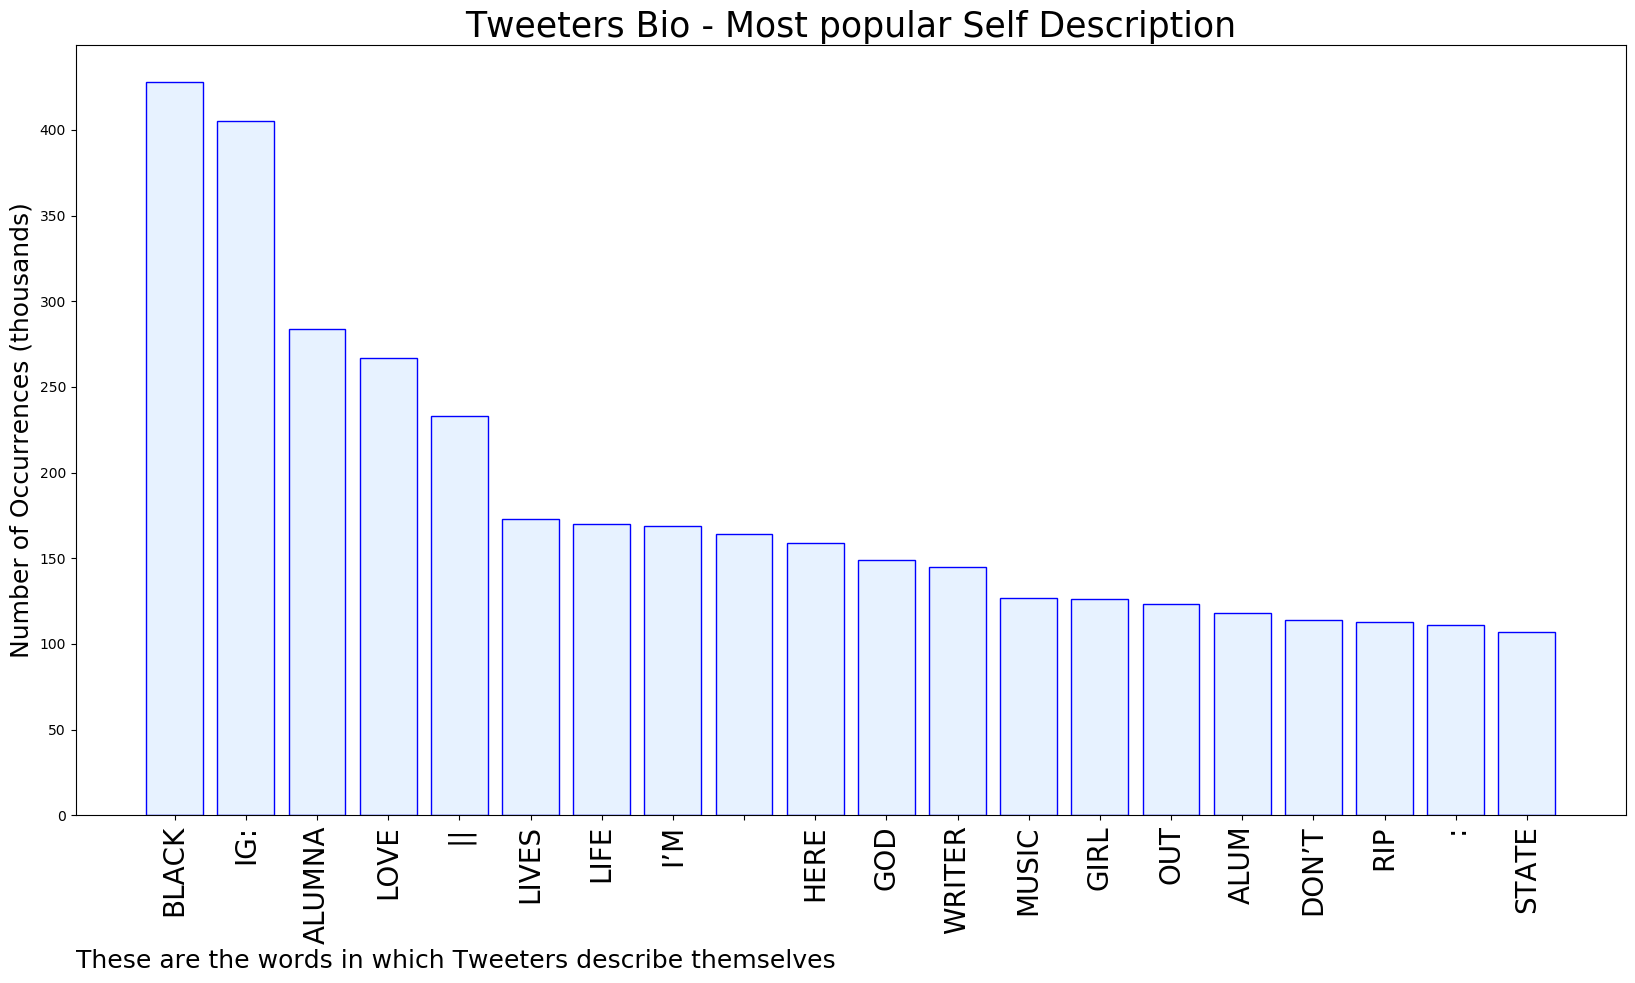 Tweeters Bio - Most popular Self Description
Number of Occurrences (thousands)
400
350
300
250
200
150
100
50
0
BLACK
IG:
ALUMNA
LOVE
||
LIVES
LIFE
I’M
HERE
GOD
WRITER
MUSIC
GIRL
OUT
ALUM
DON’T
RIP
:
STATE
These are the words in which Tweeters describe themselves